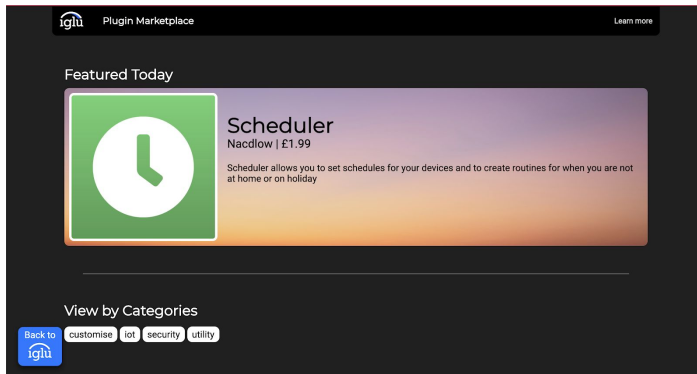 iglü
Plugin Marketplace
Learn more
Featured Today
Scheduler
Nacdlow | £1.99
Scheduler allows you to set schedules for your devices and to create routines for when you are not
at home or on holiday
View by Categories
customise iot security utility
Back to
iglü